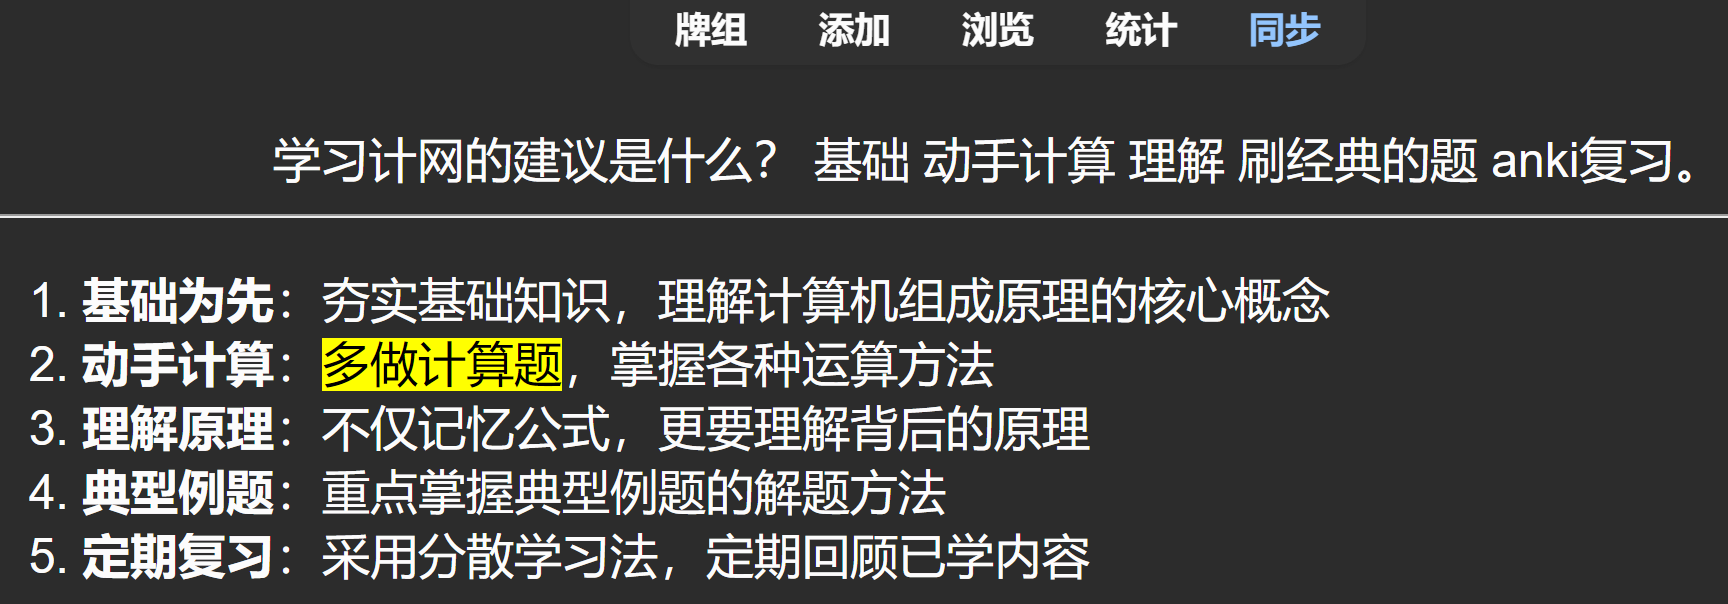 牌组 添加 浏览 统计 同步
学习计网的建议是什么？ 基础 动手计算 理解 刷经典的题 anki复习。
1. 基础为先：夯实基础知识，理解计算机组成原理的核心概念
2. 动手计算：多做计算题，掌握各种运算方法
3. 理解原理：不仅记忆公式，更要理解背后的原理
4. 典型例题：重点掌握典型例题的解题方法
5. 定期复习：采用分散学习法，定期回顾已学内容